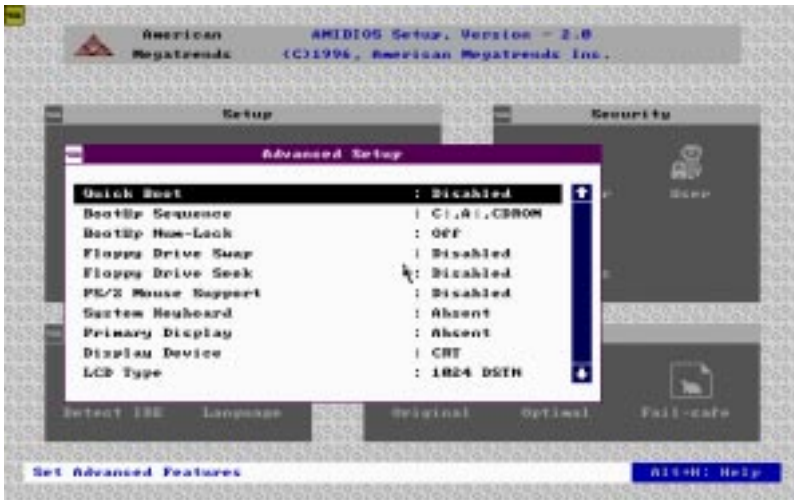 American Megatrends
AMIBIOS Setup, Version - 2.0
(C)1996, American Megatrends Inc.
Setup
Security
Advanced Setup
Quick Boot : Disabled
BootUp Sequence : C:,A:,CDROM
BootUp Num-Lock : Off
Floppy Drive Swap : Disabled
Floppy Drive Seek : Disabled
PS/2 Mouse Support : Disabled
System Keyboard : Absent
Primary Display : Absent
Display Device : CRT
LCD Type : 1024 DSTN
User
Detect IDE
Language
Original
Optimal
Fail-safe
Set Advanced Features
Alt+H: Help